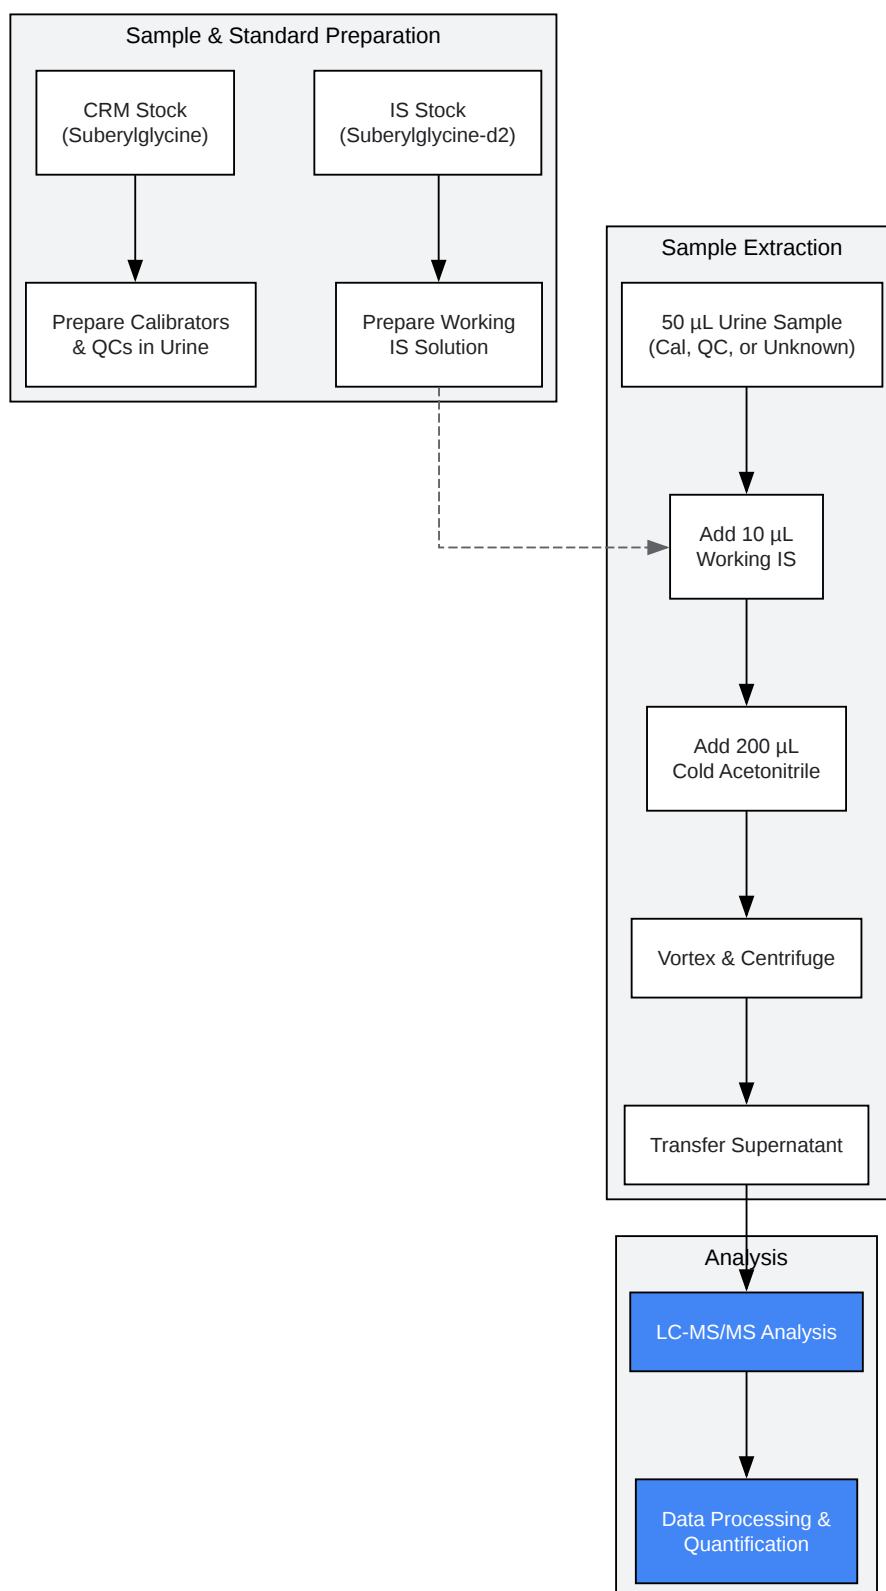 Sample & Standard Preparation
CRM Stock
(Suberylglycine)
IS Stock
(Suberylglycine-d2)
Prepare Calibrators
& QCs in Urine
Prepare Working
IS Solution
Sample Extraction
50 µL Urine Sample
(Cal, QC, or Unknown)
Add 10 µL
Working IS
Add 200 µL
Cold Acetonitrile
Vortex & Centrifuge
Transfer Supernatant
Analysis
LC-MS/MS Analysis
Data Processing &
Quantification